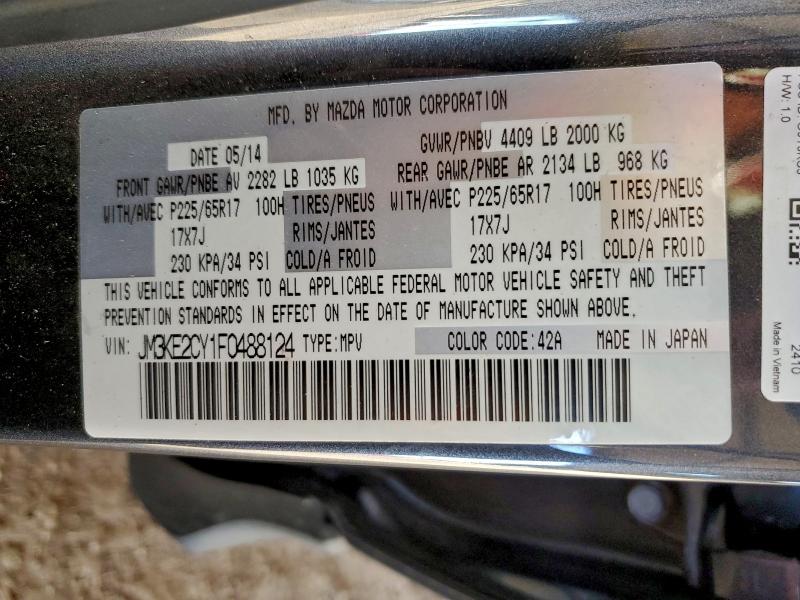 MFD. BY MAZDA MOTOR CORPORATION
DATE 05/14
GVWR/PNBV 4409 LB 2000 KG
FRONT GAWR/PNBE AV 2282 LB 1035 KG
REAR GAWR/PNBE AR 2134 LB 968 KG
WITH/AVEC P225/65R17 100H TIRES/PNEUS
WITH/AVEC P225/65R17 100H TIRES/PNEUS
17X7J RIMS/JANTES
17X7J RIMS/JANTES
230 KPA/34 PSI COLD/A FROID
230 KPA/34 PSI COLD/A FROID
THIS VEHICLE CONFORMS TO ALL APPLICABLE FEDERAL MOTOR VEHICLE SAFETY AND THEFT
PREVENTION STANDARDS IN EFFECT ON THE DATE OF MANUFACTURE SHOWN ABOVE.
VIN: JM3KE2CY1F0488124 TYPE:MPV COLOR CODE:42A MADE IN JAPAN
H/W: 1.0
2410
Made in Vietnam